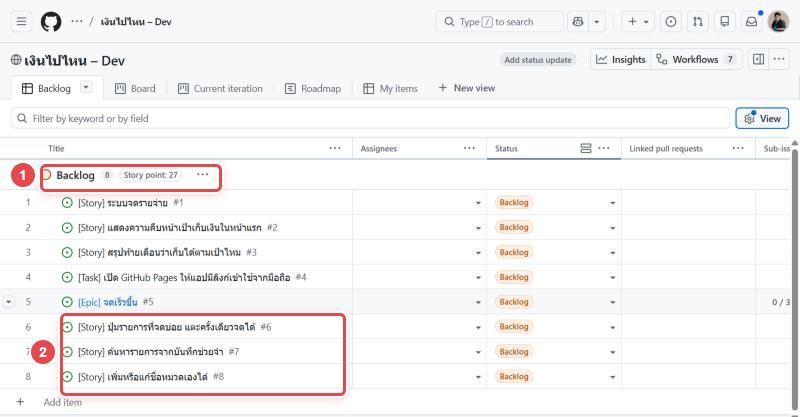 ... / เงินไปไหน – Dev
Type / to search
เงินไปไหน – Dev
Add status update
Insights
Workflows 7
Backlog
Board
Current iteration
Roadmap
My items
+ New view
Filter by keyword or by field
View
Title
Assignees
Status
Linked pull requests
Sub-iss
1
Backlog 8 Story point: 27
1 [Story] ระบบจดรายจ่าย #1 Backlog
2 [Story] แสดงความคืบหน้าเป้าเก็บเงินในหน้าแรก #2 Backlog
3 [Story] สรุปท้ายเดือนว่าเก็บได้ตามเป้าไหม #3 Backlog
4 [Task] เปิด GitHub Pages ให้แอปมีลิงก์เข้าใช้จากมือถือ #4 Backlog
5 [Epic] จดเร็วขึ้น #5 Backlog 0 / 3
6 [Story] ปุ่มรายการที่จดบ่อย แตะครั้งเดียวจดได้ #6 Backlog
2
7 [Story] ค้นหารายการจากบันทึกช่วยจำ #7 Backlog
8 [Story] เพิ่มหรือแก้ชื่อหมวดเองได้ #8 Backlog
+ Add item